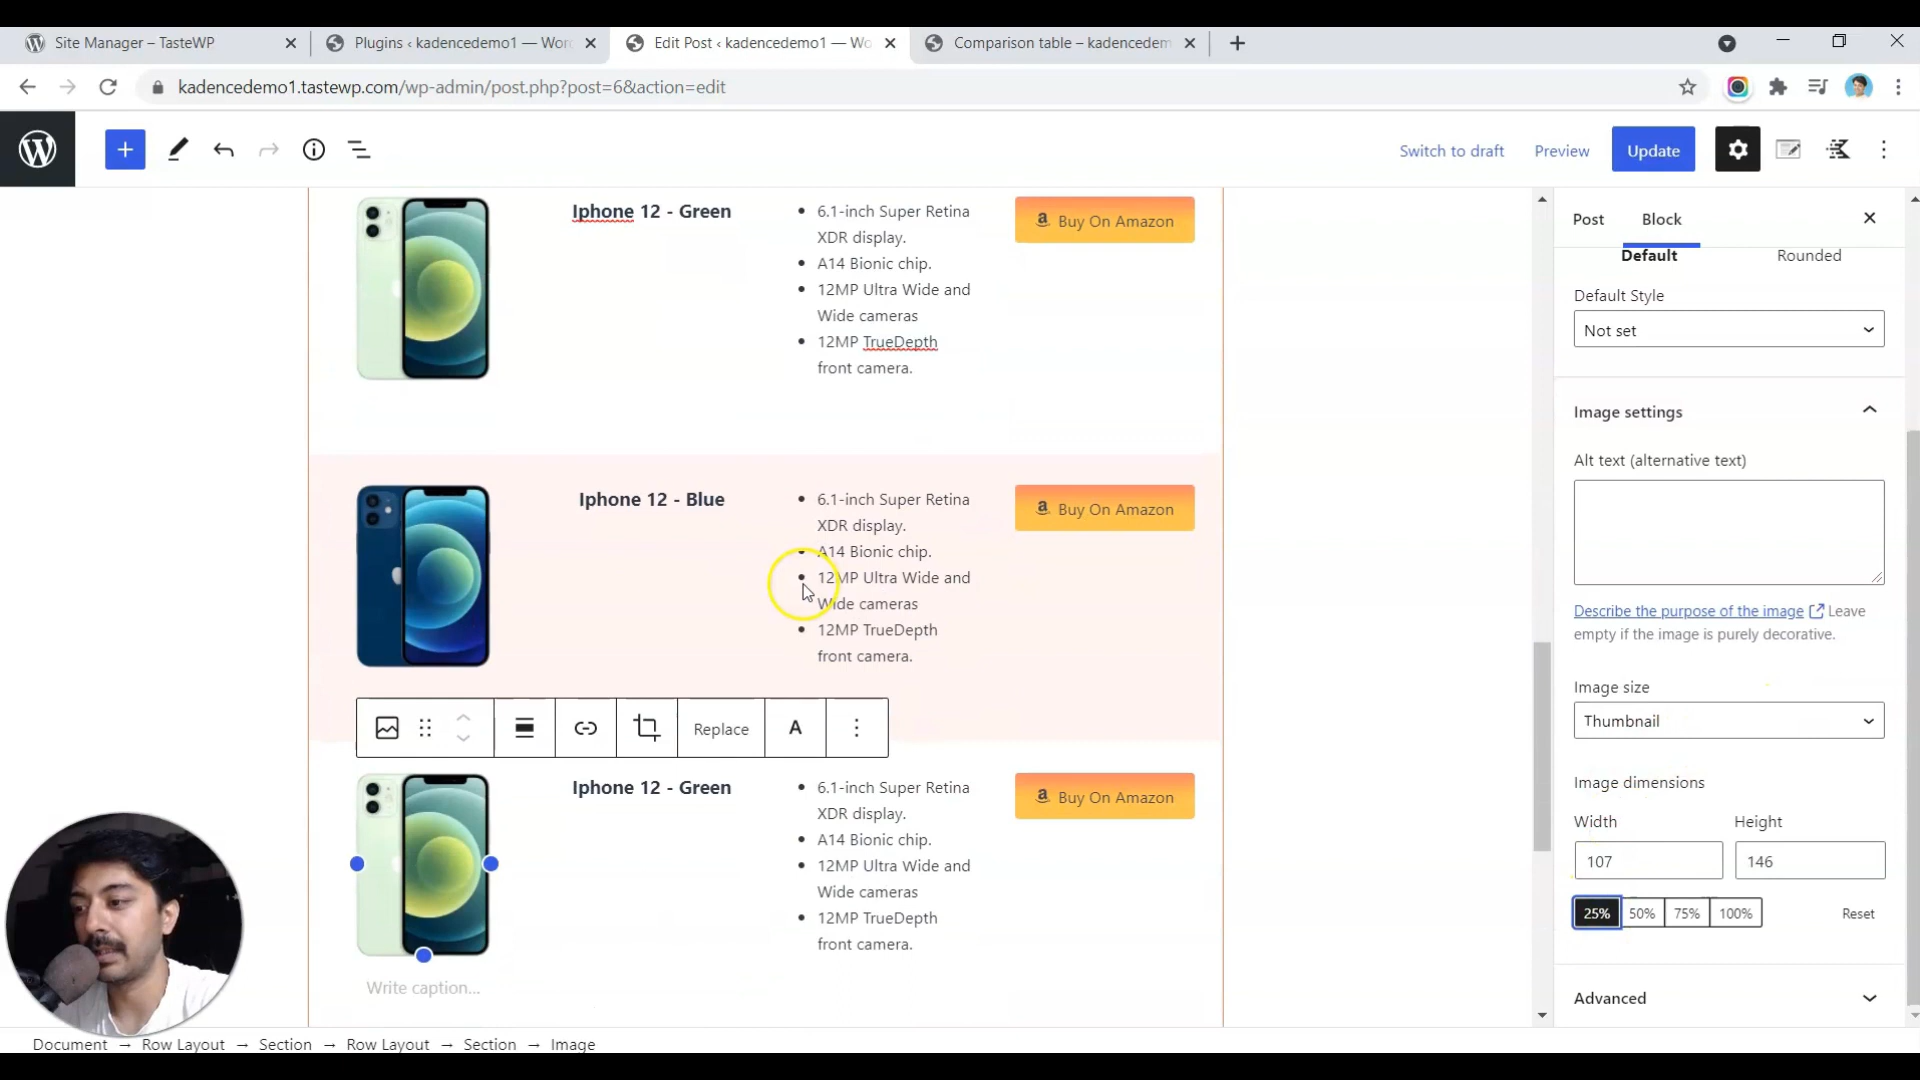 Site Manager – TasteWP
Plugins ‹ kadencedemo1 — Word
Edit Post ‹ kadencedemo1 — Wo
Comparison table – kadencedem
kadencedemo1.tastewp.com/wp-admin/post.php?post=6&action=edit
Switch to draft
Preview
Update
Post
Block
Default
Rounded
Default Style
Not set
Image settings
Alt text (alternative text)
Describe the purpose of the image Leave
empty if the image is purely decorative.
Image size
Thumbnail
Image dimensions
Width
Height
107
146
25%
50%
75%
100%
Reset
Advanced
Iphone 12 - Green
6.1-inch Super Retina
XDR display.
A14 Bionic chip.
12MP Ultra Wide and
Wide cameras
12MP TrueDepth
front camera.
Buy On Amazon
Iphone 12 - Blue
6.1-inch Super Retina
XDR display.
A14 Bionic chip.
12MP Ultra Wide and
Wide cameras
12MP TrueDepth
front camera.
Buy On Amazon
Replace
A
Iphone 12 - Green
6.1-inch Super Retina
XDR display.
A14 Bionic chip.
12MP Ultra Wide and
Wide cameras
12MP TrueDepth
front camera.
Buy On Amazon
Write caption...
Document → Row Layout → Section → Row Layout → Section → Image